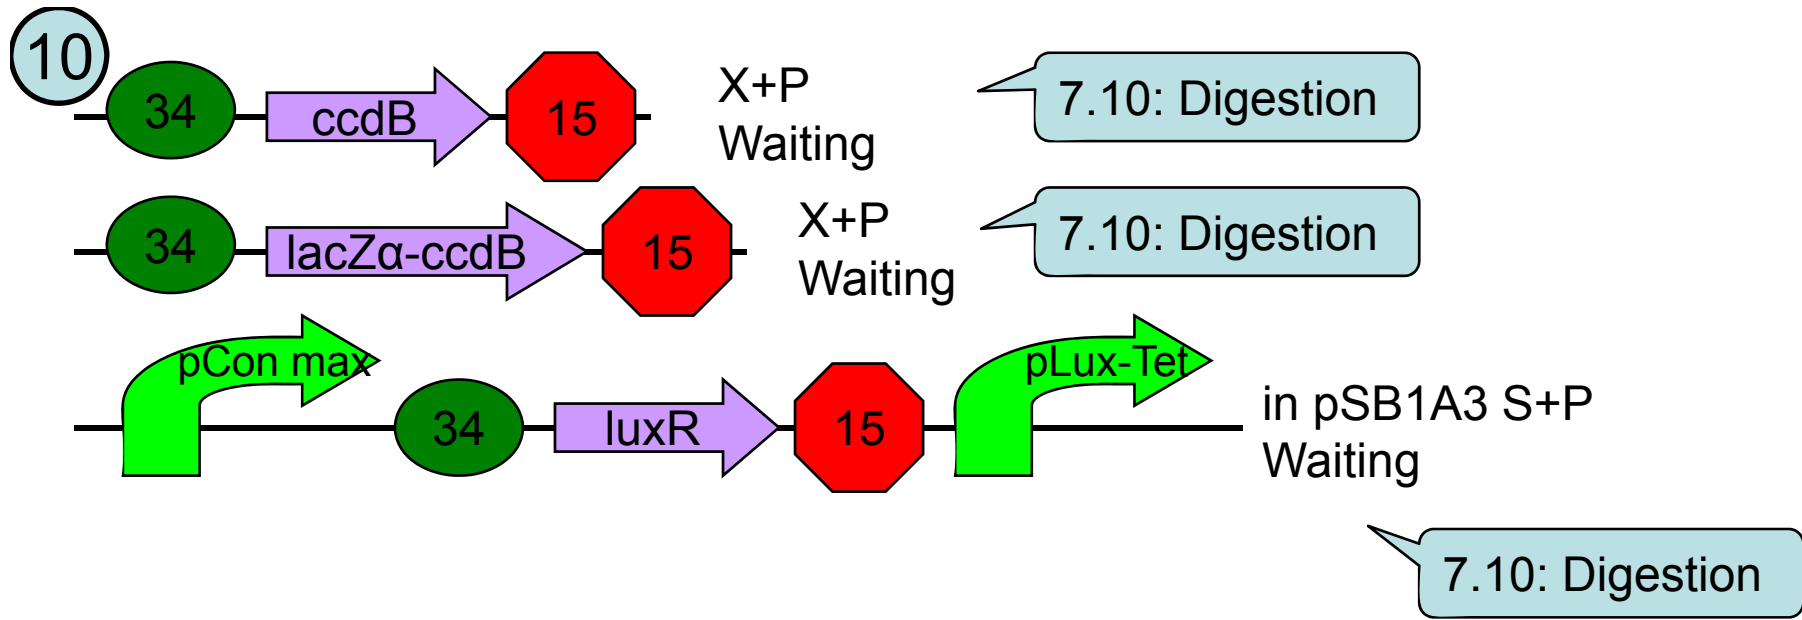 10
34 ccdB 15
X+P
Waiting
7.10: Digestion
34 lacZα-ccdB 15
X+P
Waiting
7.10: Digestion
pCon max
34 luxR 15
pLux-Tet
in pSB1A3 S+P
Waiting
7.10: Digestion